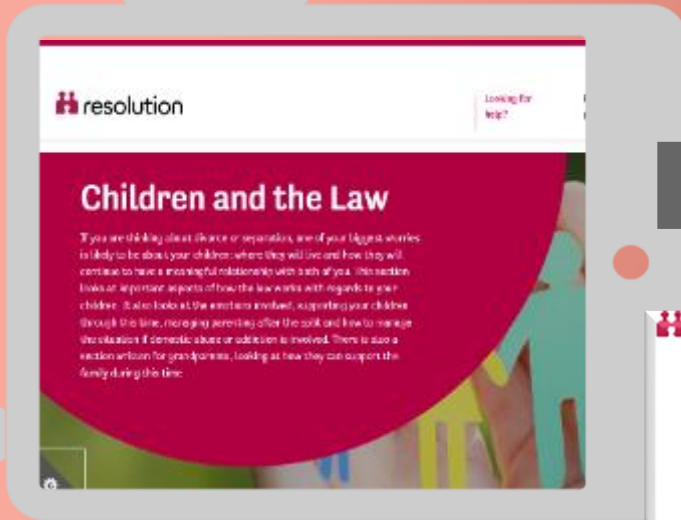 resolution
Looking for
help?
Children and the Law
If you are thinking about divorce or separation, one of your biggest worries
is likely to be about your children: where they will live and how they will
continue to have a meaningful relationship with both of you. This section
looks at important aspects of how the law works with regards to your
children. It also looks at the emotions involved, supporting your children
through this time, managing parenting after the split and how to manage
the situation if domestic abuse or addiction is involved. There is also a
section written for grandparents, looking at how they can support the
family during this time